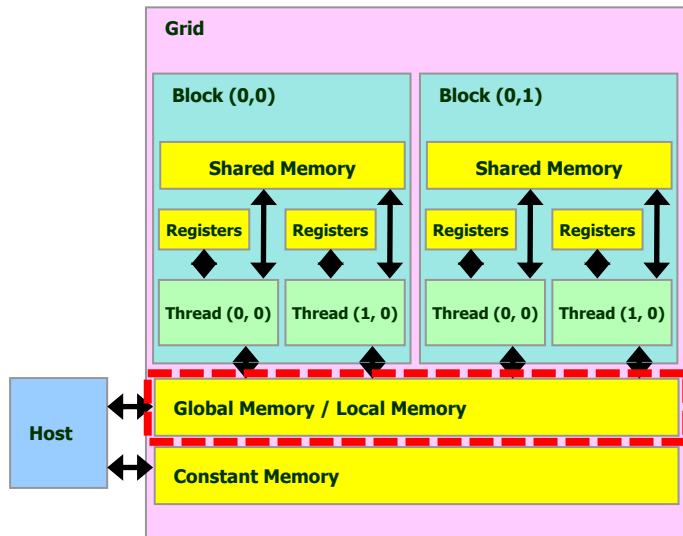 Grid
Block (0,0)
Block (0,1)
Shared Memory
Shared Memory
Registers
Registers
Registers
Registers
Thread (0, 0)
Thread (1, 0)
Thread (0, 0)
Thread (1, 0)
Global Memory / Local Memory
Host
Constant Memory